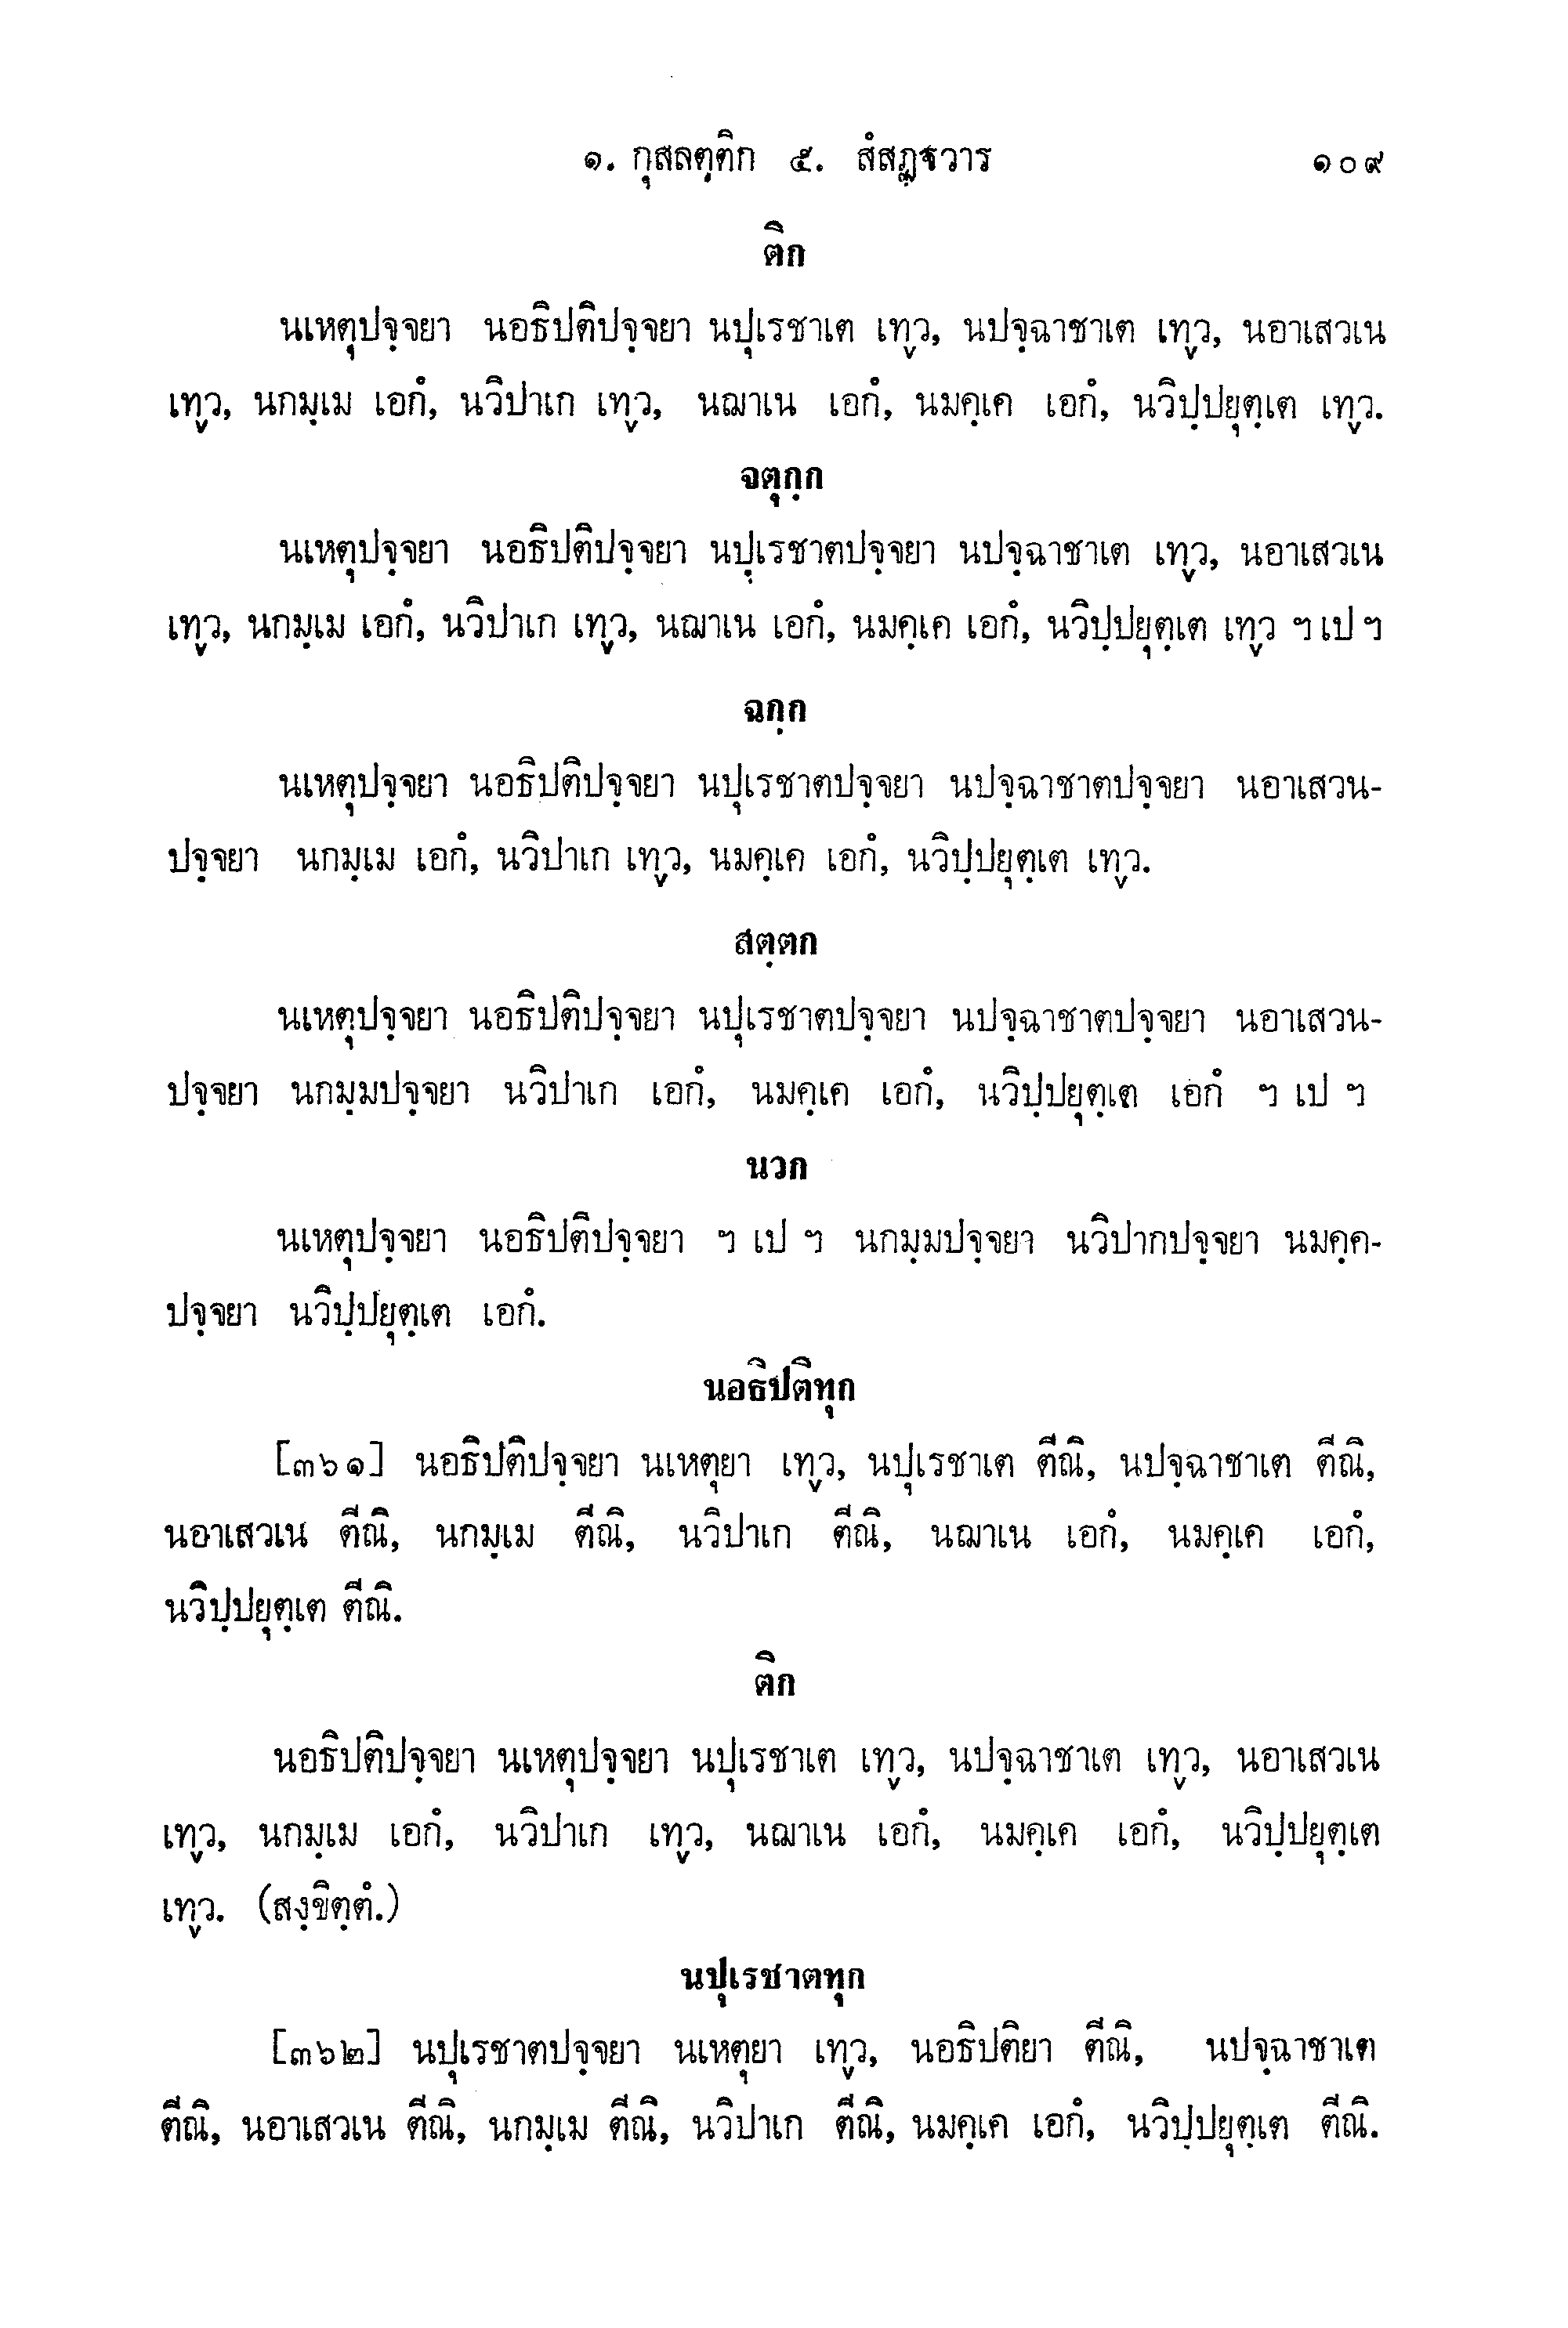 ๑. กุสลตฺติก ๕. สํสฏฺฐวาร ๑๐๙
ติก
นเหตุปจฺจยา นอธิปติปจฺจยา นปุเรชาเต เทฺว, นปจฺฉาชาเต เทฺว, นอาเสวเน
เทฺว, นกมฺเม เอกํ, นวิปาเก เทฺว, นฌาเน เอกํ, นมคฺเค เอกํ, นวิปฺปยุตฺเต เทฺว.
จตุกฺก
นเหตุปจฺจยา นอธิปติปจฺจยา นปุเรชาตปจฺจยา นปจฺฉาชาเต เทฺว, นอาเสวเน
เทฺว, นกมฺเม เอกํ, นวิปาเก เทฺว, นฌาเน เอกํ, นมคฺเค เอกํ, นวิปฺปยุตฺเต เทฺว ฯ เป ฯ
ฉกฺก
นเหตุปจฺจยา นอธิปติปจฺจยา นปุเรชาตปจฺจยา นปจฺฉาชาตปจฺจยา นอาเสวน-
ปจฺจยา นกมฺเม เอกํ, นวิปาเก เทฺว, นมคฺเค เอกํ, นวิปฺปยุตฺเต เทฺว.
สตฺตก
นเหตุปจฺจยา นอธิปติปจฺจยา นปุเรชาตปจฺจยา นปจฺฉาชาตปจฺจยา นอาเสวน-
ปจฺจยา นกมฺมปจฺจยา นวิปาเก เอกํ, นมคฺเค เอกํ, นวิปฺปยุตฺเต เอกํ ฯ เป ฯ
นวก
นเหตุปจฺจยา นอธิปติปจฺจยา ฯ เป ฯ นกมฺมปจฺจยา นวิปากปจฺจยา นมคฺค-
ปจฺจยา นวิปฺปยุตฺเต เอกํ.
นอธิปติทุก
[๓๖๑] นอธิปติปจฺจยา นเหตุยา เทฺว, นปุเรชาเต ตีณิ, นปจฺฉาชาเต ตีณิ,
นอาเสวเน ตีณิ, นกมฺเม ตีณิ, นวิปาเก ตีณิ, นฌาเน เอกํ, นมคฺเค เอกํ,
นวิปฺปยุตฺเต ตีณิ.
ติก
นอธิปติปจฺจยา นเหตุปจฺจยา นปุเรชาเต เทฺว, นปจฺฉาชาเต เทฺว, นอาเสวเน
เทฺว, นกมฺเม เอกํ, นวิปาเก เทฺว, นฌาเน เอกํ, นมคฺเค เอกํ, นวิปฺปยุตฺเต
เทฺว. (สงฺขิตฺตํ.)
นปุเรชาตทุก
[๓๖๒] นปุเรชาตปจฺจยา นเหตุยา เทฺว, นอธิปติยา ตีณิ, นปจฺฉาชาเต
ตีณิ, นอาเสวเน ตีณิ, นกมฺเม ตีณิ, นวิปาเก ตีณิ, นมคฺเค เอกํ, นวิปฺปยุตฺเต ตีณิ.